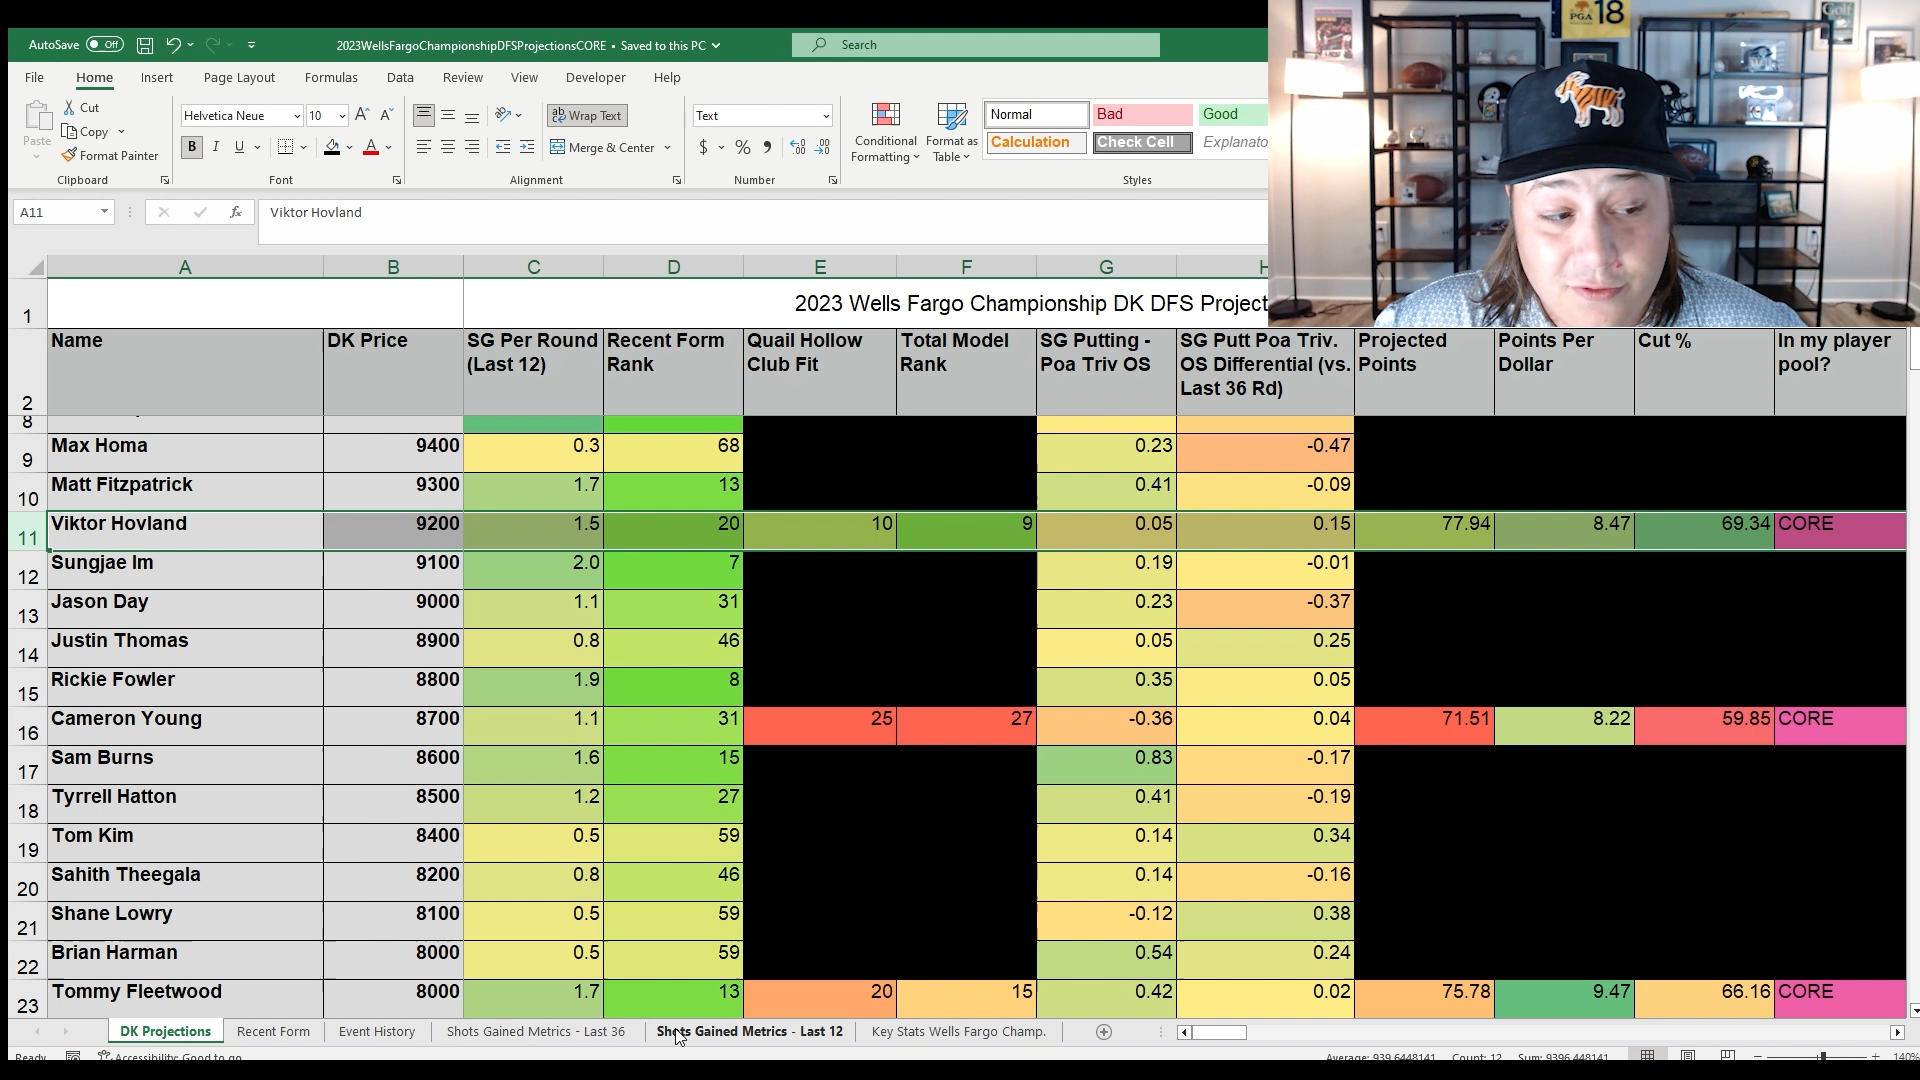 AutoSave Off 2023WellsFargoChampionshipDFSProjectionsCORE • Saved to this PC Search
PGA 18
Golf
File Home Insert Page Layout Formulas Data Review View Developer Help
Paste Cut Copy Format Painter
Clipboard
Helvetica Neue 10
B I U A
Font
ab Wrap Text
Merge & Center
Alignment
Text
$ % 9
Number
Conditional Formatting Format as Table
Normal Bad Good
Calculation Check Cell Explanato
Styles
A11 fx Viktor Hovland
A B C D E F G H
1 2023 Wells Fargo Championship DK DFS Project
2 Name DK Price SG Per Round (Last 12) Recent Form Rank Quail Hollow Club Fit Total Model Rank SG Putting - Poa Triv OS SG Putt Poa Triv. OS Differential (vs. Last 36 Rd) Projected Points Points Per Dollar Cut % In my player pool?
8
9 Max Homa 9400 0.3 68 0.23 -0.47
10 Matt Fitzpatrick 9300 1.7 13 0.41 -0.09
11 Viktor Hovland 9200 1.5 20 10 9 0.05 0.15 77.94 8.47 69.34 CORE
12 Sungjae Im 9100 2.0 7 0.19 -0.01
13 Jason Day 9000 1.1 31 0.23 -0.37
14 Justin Thomas 8900 0.8 46 0.05 0.25
15 Rickie Fowler 8800 1.9 8 0.35 0.05
16 Cameron Young 8700 1.1 31 25 27 -0.36 0.04 71.51 8.22 59.85 CORE
17 Sam Burns 8600 1.6 15 0.83 -0.17
18 Tyrrell Hatton 8500 1.2 27 0.41 -0.19
19 Tom Kim 8400 0.5 59 0.14 0.34
20 Sahith Theegala 8200 0.8 46 0.14 -0.16
21 Shane Lowry 8100 0.5 59 -0.12 0.38
22 Brian Harman 8000 0.5 59 0.54 0.24
23 Tommy Fleetwood 8000 1.7 13 20 15 0.42 0.02 75.78 9.47 66.16 CORE
DK Projections Recent Form Event History Shots Gained Metrics - Last 36 Shots Gained Metrics - Last 12 Key Stats Wells Fargo Champ.
Ready Accessibility: Good to go Average: 939.6448141 Count: 12 Sum: 9396.448141 140%